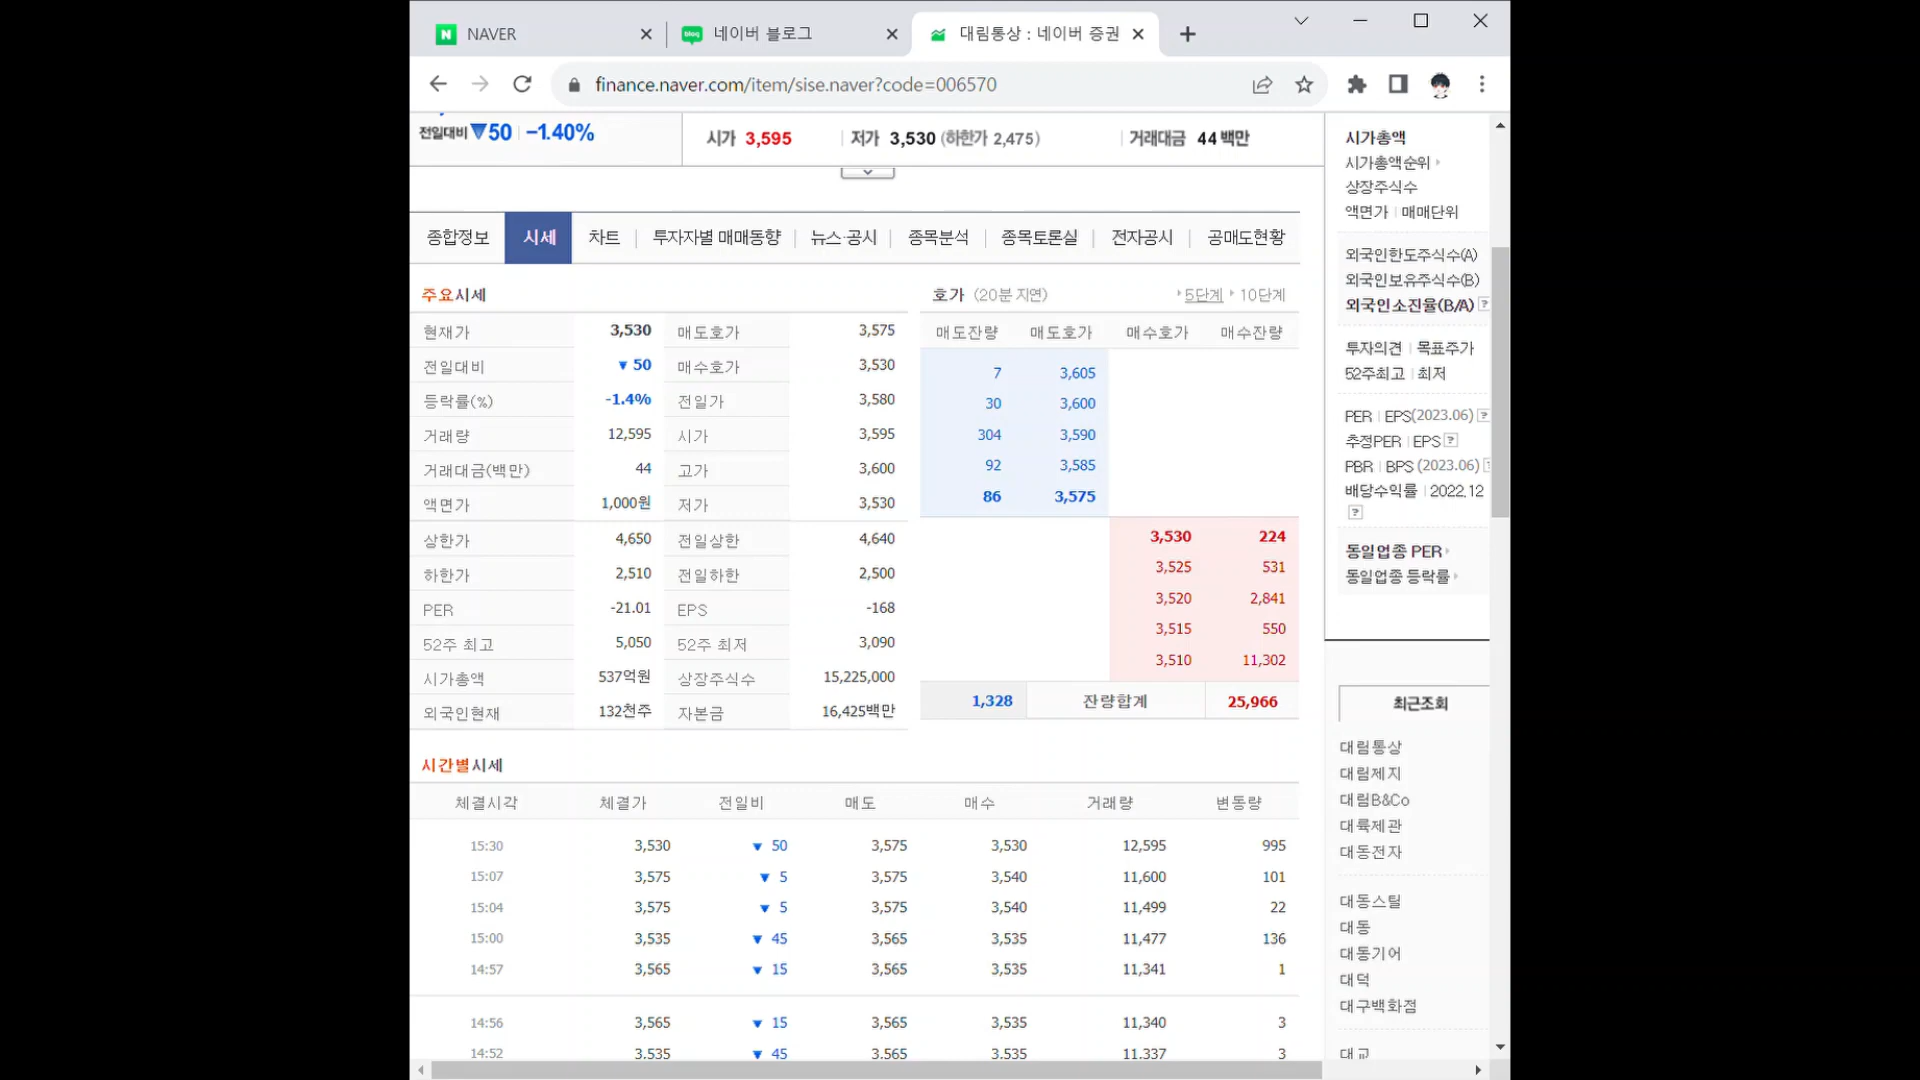 NAVER
네이버 블로그
대림통상 : 네이버 증권
finance.naver.com/item/sise.naver?code=006570
전일대비 ▼50 -1.40%
시가 3,595
저가 3,530 (하한가 2,475)
거래대금 44 백만
종합정보 시세 차트 투자자별 매매동향 뉴스·공시 종목분석 종목토론실 전자공시 공매도현황
주요시세
현재가 3,530 매도호가 3,575
전일대비 ▼ 50 매수호가 3,530
등락률(%) -1.4% 전일가 3,580
거래량 12,595 시가 3,595
거래대금(백만) 44 고가 3,600
액면가 1,000원 저가 3,530
상한가 4,650 전일상한 4,640
하한가 2,510 전일하한 2,500
PER -21.01 EPS -168
52주 최고 5,050 52주 최저 3,090
시가총액 537억원 상장주식수 15,225,000
외국인현재 132천주 자본금 16,425백만
호가 (20분 지연) 5단계 10단계
매도잔량 매도호가 매수호가 매수잔량
7 3,605
30 3,600
304 3,590
92 3,585
86 3,575
3,530 224
3,525 531
3,520 2,841
3,515 550
3,510 11,302
1,328 잔량합계 25,966
시간별시세
체결시각 체결가 전일비 매도 매수 거래량 변동량
15:30 3,530 ▼ 50 3,575 3,530 12,595 995
15:07 3,575 ▼ 5 3,575 3,540 11,600 101
15:04 3,575 ▼ 5 3,575 3,540 11,499 22
15:00 3,535 ▼ 45 3,565 3,535 11,477 136
14:57 3,565 ▼ 15 3,565 3,535 11,341 1
14:56 3,565 ▼ 15 3,565 3,535 11,340 3
14:52 3,535 ▼ 45 3,565 3,535 11,337 3
시가총액
시가총액순위
상장주식수
액면가 | 매매단위
외국인한도주식수(A)
외국인보유주식수(B)
외국인소진율(B/A) ?
투자의견 | 목표주가
52주최고 | 최저
PER | EPS(2023.06) ?
추정PER | EPS ?
PBR | BPS (2023.06) ?
배당수익률 | 2022.12
?
동일업종 PER
동일업종 등락률
최근조회
대림통상
대림제지
대림B&Co
대륙제관
대동전자
대동스틸
대동
대동기어
대덕
대구백화점
대교